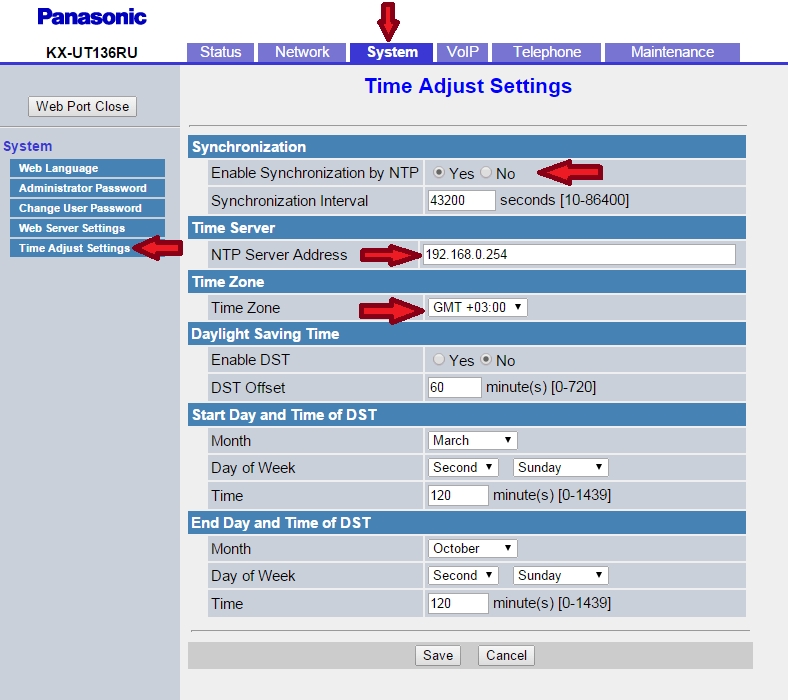 Panasonic
KX-UT136RU
Status Network System VoIP Telephone Maintenance
Time Adjust Settings
Web Port Close
System
Web Language
Administrator Password
Change User Password
Web Server Settings
Time Adjust Settings
Synchronization
Enable Synchronization by NTP Yes No
Synchronization Interval 43200 seconds [10-86400]
Time Server
NTP Server Address 192.168.0.254
Time Zone
Time Zone GMT +03:00
Daylight Saving Time
Enable DST Yes No
DST Offset 60 minute(s) [0-720]
Start Day and Time of DST
Month March
Day of Week Second Sunday
Time 120 minute(s) [0-1439]
End Day and Time of DST
Month October
Day of Week Second Sunday
Time 120 minute(s) [0-1439]
Save Cancel